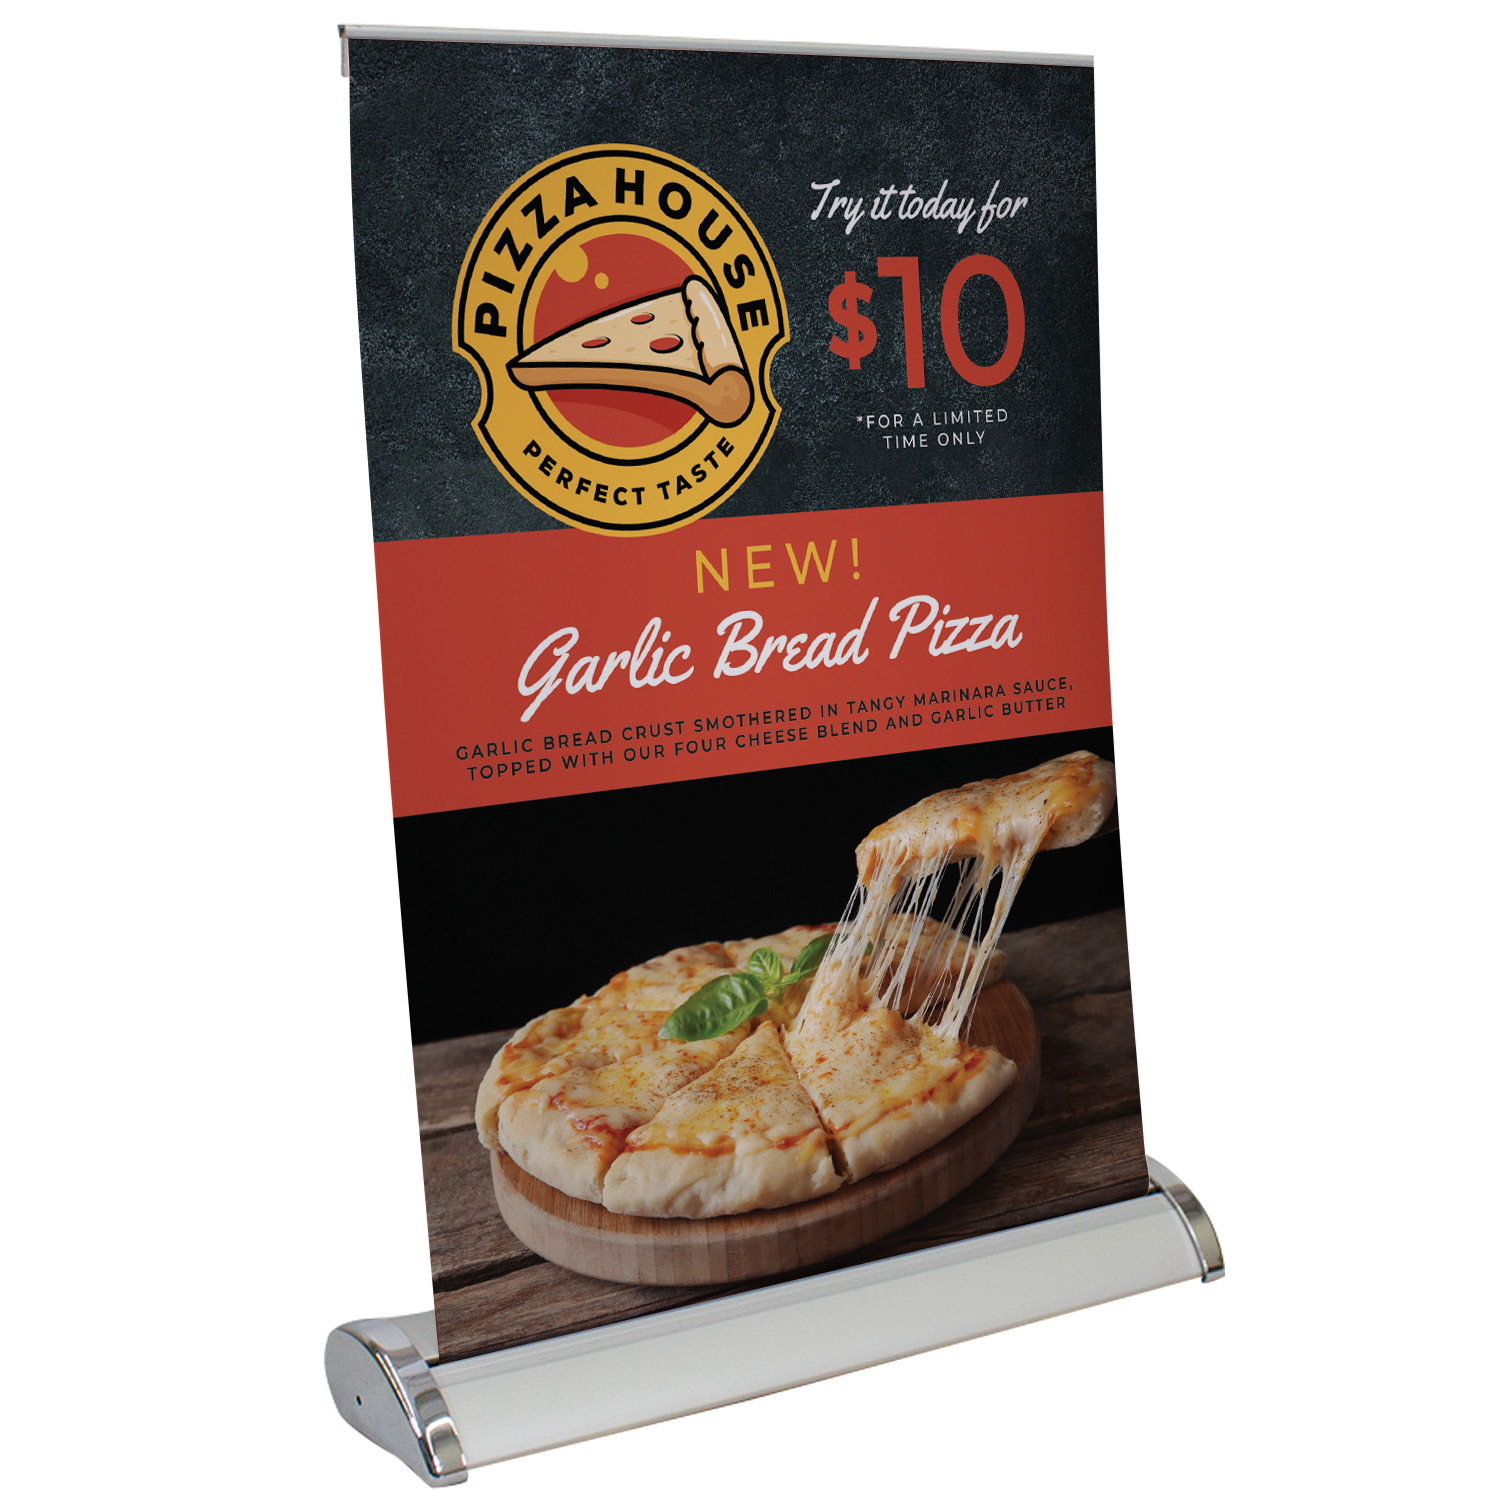 PIZZA HOUSE
PERFECT TASTE
Try it today for
$10
*FOR A LIMITED
TIME ONLY
NEW!
Garlic Bread Pizza
GARLIC BREAD CRUST SMOTHERED IN TANGY MARINARA SAUCE,
TOPPED WITH OUR FOUR CHEESE BLEND AND GARLIC BUTTER